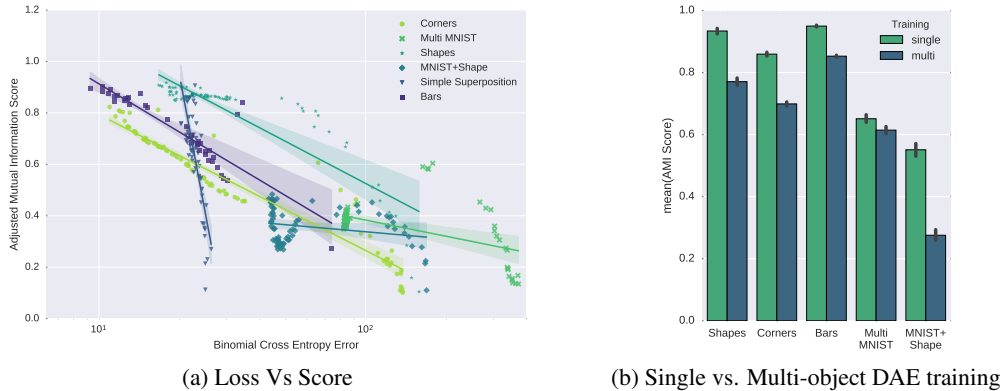 1.2
1.0
0.8
0.6
0.4
0.2
0.0
Adjusted Mutual Information Score
10¹
10²
Binomial Cross Entropy Error
Corners
Multi MNIST
Shapes
MNIST+Shape
Simple Superposition
Bars
(a) Loss Vs Score
1.0
0.8
0.6
0.4
0.2
0.0
mean(AMI Score)
Training
single
multi
Shapes Corners Bars Multi MNIST+
MNIST Shape
(b) Single vs. Multi-object DAE training